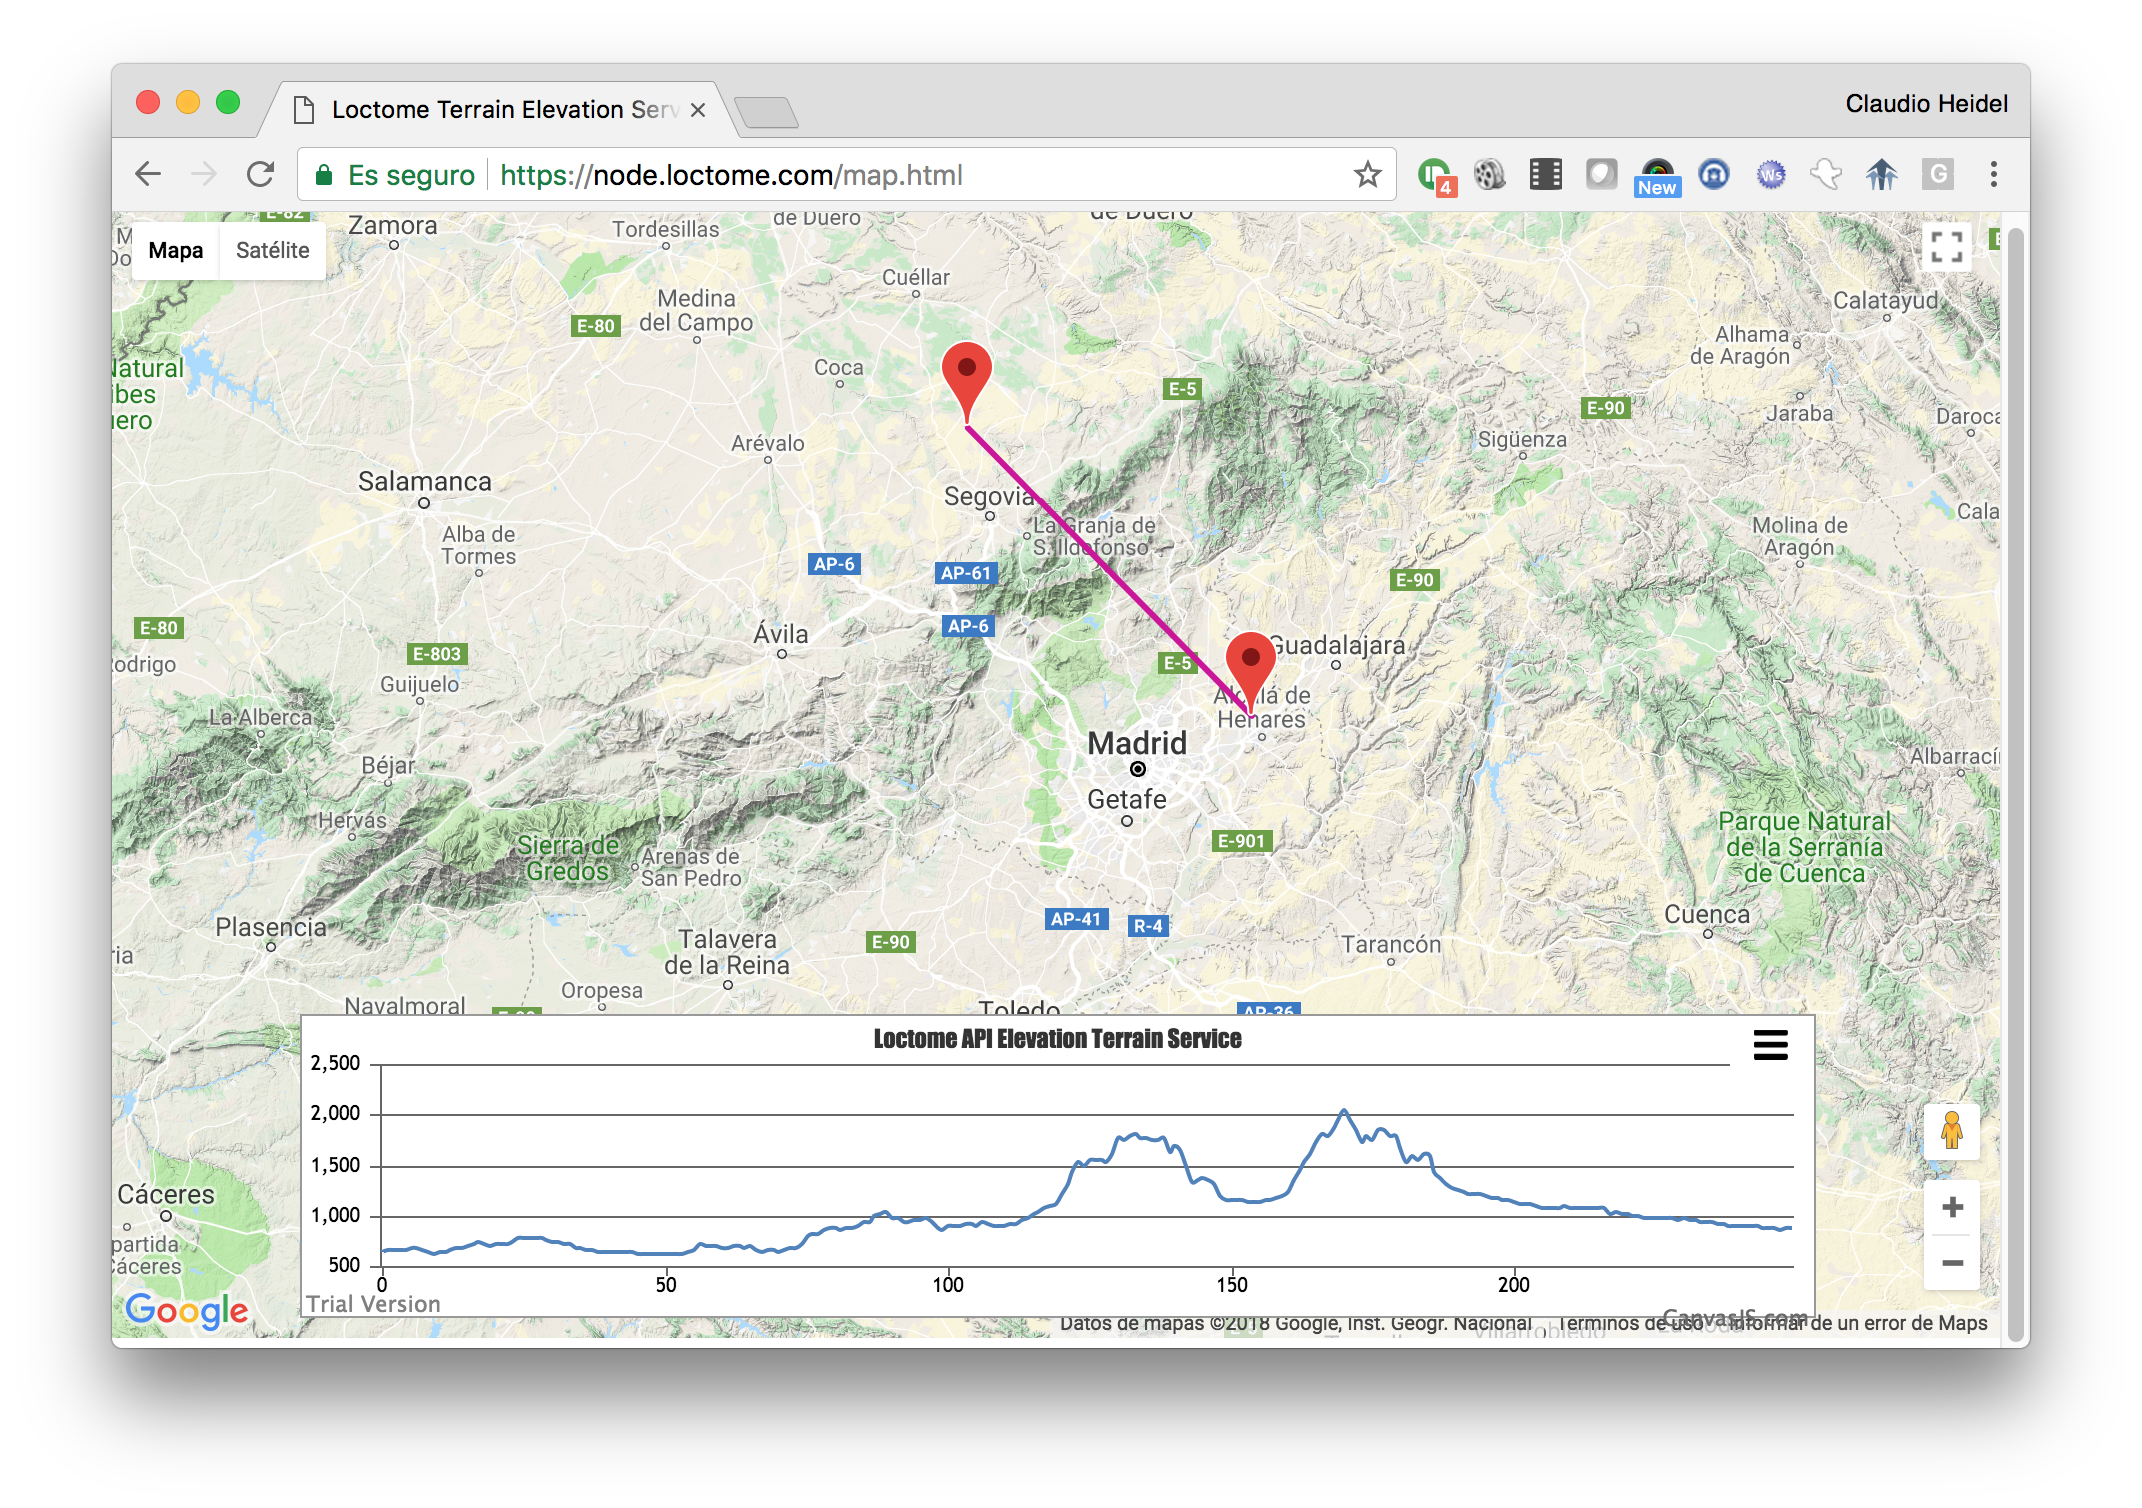 Loctome Terrain Elevation Serv
Claudio Heidel
Es seguro
https://node.loctome.com/map.html
4
New
Ws
G
E-82
Zamora
Tordesillas
de Duero
de Duero
Mapa
Satélite
Cuéllar
Medina
del Campo
E-80
Calatayud
Alhama
de Aragón
Coca
E-5
E-90
Jaraba
Daroca
Natural
Arévalo
Sigüenza
Salamanca
Segovia
La Granja de
S. Ildefonso
Molina de
Aragón
Cala
Alba de
Tormes
AP-6
AP-61
E-90
E-80
AP-6
Ávila
E-803
Guadalajara
Rodrigo
E-5
Guijuelo
Alcalá de
Henares
La Alberca
Madrid
Béjar
Albarracín
Getafe
Hervás
E-901
Parque Natural
de la Serranía
de Cuenca
Sierra de
Gredos
Arenas de
San Pedro
Plasencia
AP-41
R-4
Cuenca
Talavera
de la Reina
E-90
Tarancón
Oropesa
Navalmoral
Toledo
AP-36
Loctome API Elevation Terrain Service
2,500
2,000
1,500
1,000
500
0
50
100
150
200
Trial Version
CanvasJS.com
Cáceres
partida
Cáceres
Google
Datos de mapas ©2018 Google, Inst. Geogr. Nacional
Términos de uso
Informar de un error de Maps